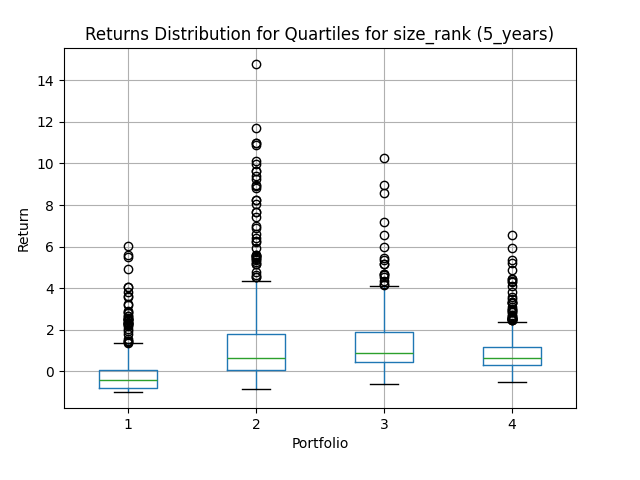 Returns Distribution for Quartiles for size_rank (5_years)
14
12
10
8
6
4
2
0
Return
1 2 3 4
Portfolio